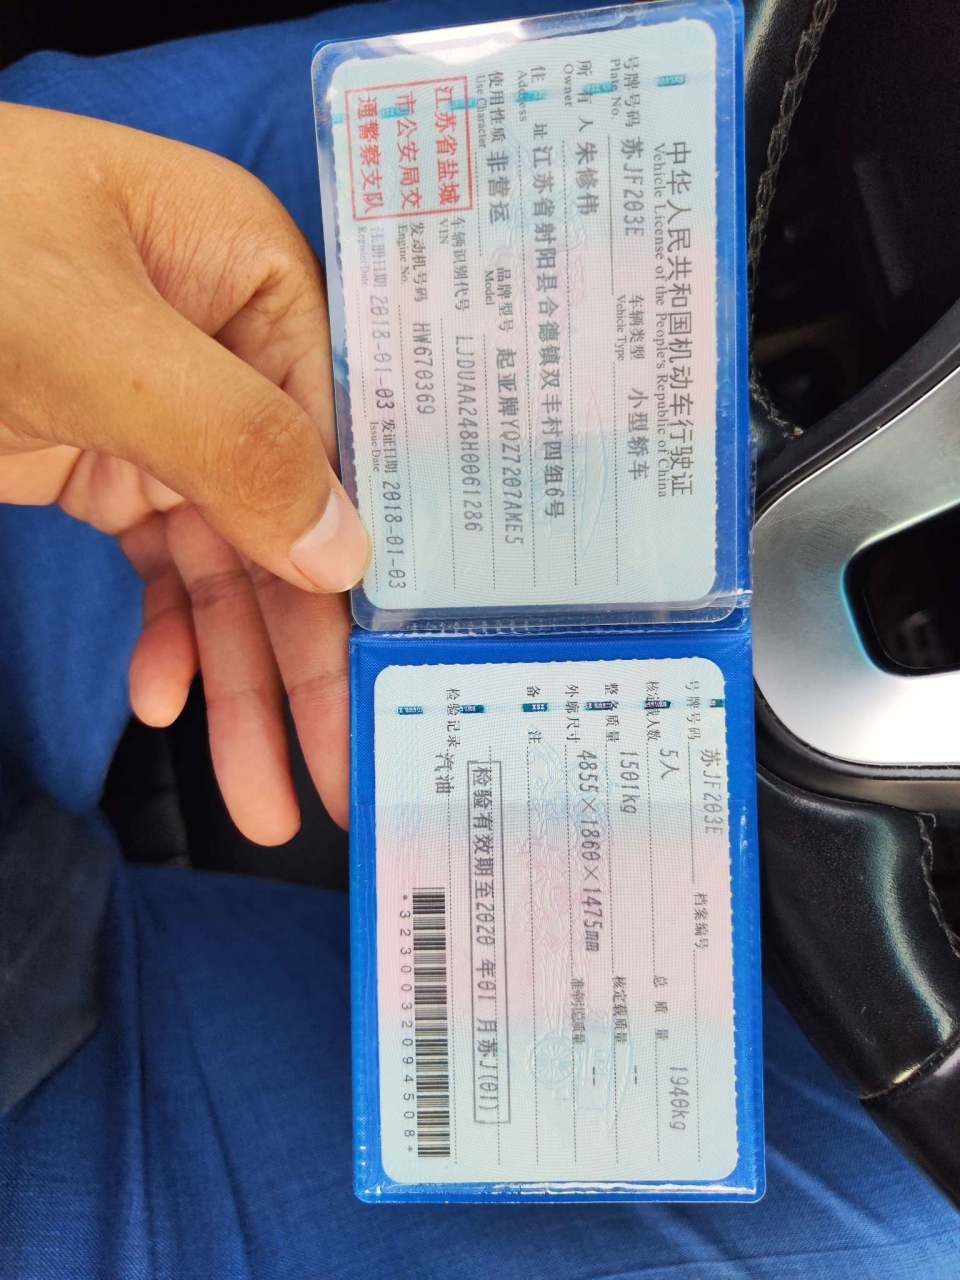 中华人民共和国机动车行驶证
Vehicle License of the People's Republic of China
号牌号码 苏JF203E 车辆类型 小型轿车
Plate No. Vehicle Type
所有人 朱修伟
Owner
住址 江苏省射阳县合德镇双丰村四组6号
Address
使用性质 非营运 品牌型号 起亚牌YQZ7207AME5
Use Character Model
江苏省盐城
市公安局交
通警察支队
车辆识别代号 LJDUAA248H0061286
VIN
发动机号码 HW670369
Engine No.
注册日期 2018-01-03 发证日期 2018-01-03
Register Date Issue Date
号牌号码 苏JF203E 档案编号
核定载人数 5人 总质量 1940kg
整备质量 1501kg 核定载质量 --
外廓尺寸 4855×1860×1475mm 准牵引总质量 --
备注
检验有效期至2020年01月苏J(01)
检验记录 汽油
*3230032094508*